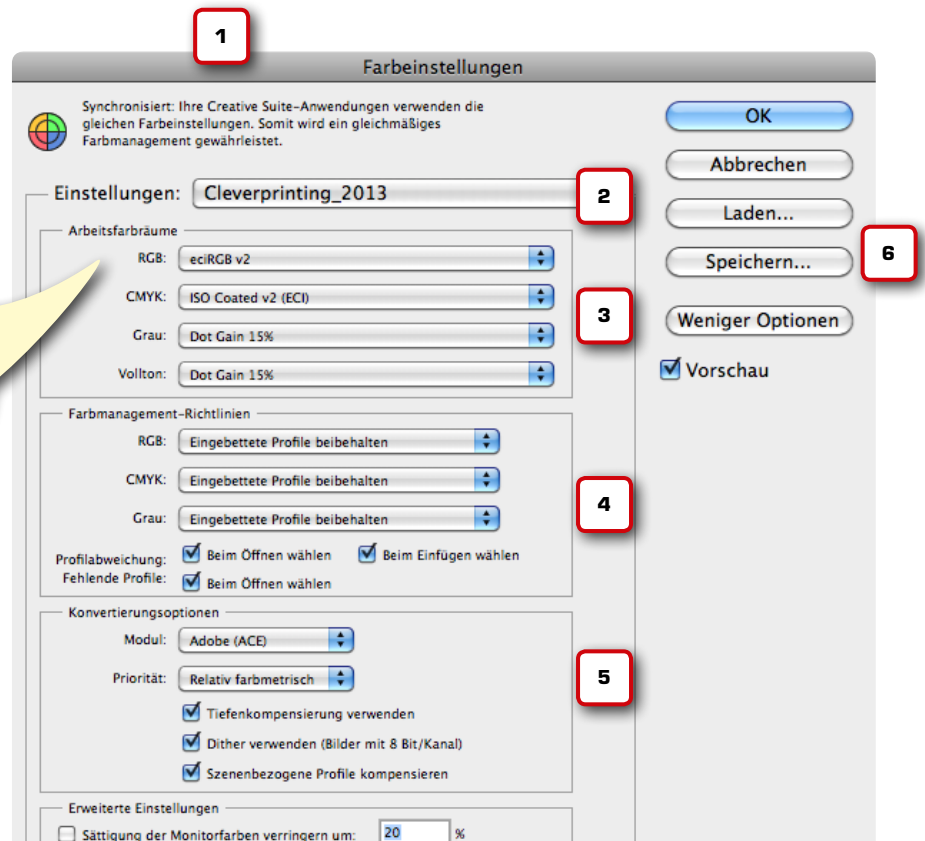 1
Farbeinstellungen
Synchronisiert: Ihre Creative Suite-Anwendungen verwenden die
gleichen Farbeinstellungen. Somit wird ein gleichmäßiges
Farbmanagement gewährleistet.
OK
Abbrechen
Laden...
Speichern...
6
Weniger Optionen
Vorschau
Einstellungen: Cleverprinting_2013
2
Arbeitsfarbräume
RGB: eciRGB v2
CMYK: ISO Coated v2 (ECI)
3
Grau: Dot Gain 15%
Vollton: Dot Gain 15%
Farbmanagement-Richtlinien
RGB: Eingebettete Profile beibehalten
CMYK: Eingebettete Profile beibehalten
4
Grau: Eingebettete Profile beibehalten
Profilabweichung: Beim Öffnen wählen Beim Einfügen wählen
Fehlende Profile: Beim Öffnen wählen
Konvertierungsoptionen
Modul: Adobe (ACE)
5
Priorität: Relativ farbmetrisch
Tiefenkompensierung verwenden
Dither verwenden (Bilder mit 8 Bit/Kanal)
Szenenbezogene Profile kompensieren
Erweiterte Einstellungen
Sättigung der Monitorfarben verringern um: 20 %